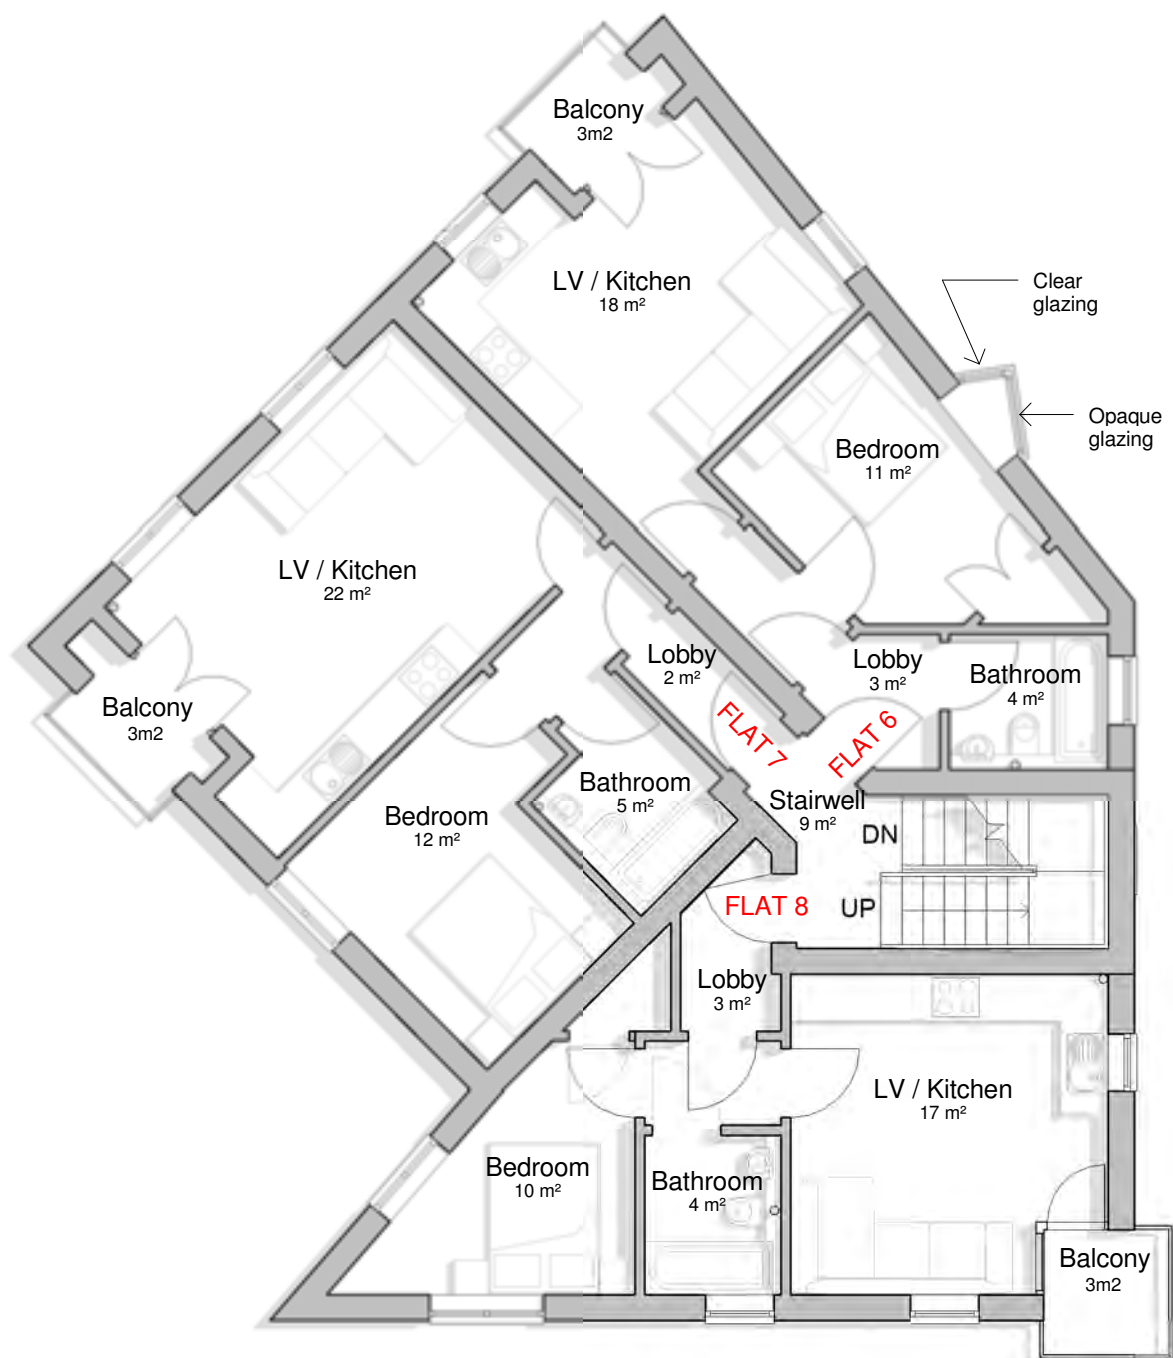 Balcony
3m2
LV / Kitchen
18 m²
Clear
glazing
Opaque
glazing
Bedroom
11 m²
LV / Kitchen
22 m²
Lobby
2 m²
Lobby
3 m²
Bathroom
4 m²
Balcony
3m2
FLAT 7
FLAT 6
Bathroom
5 m²
Stairwell
9 m²
Bedroom
12 m²
DN
FLAT 8
UP
Lobby
3 m²
LV / Kitchen
17 m²
Bedroom
10 m²
Bathroom
4 m²
Balcony
3m2